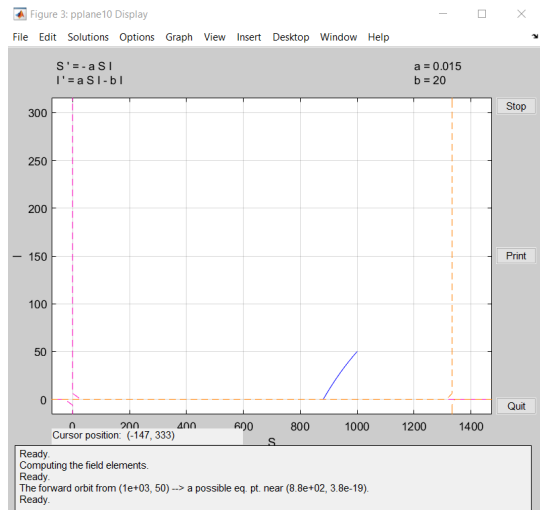 Figure 3: pplane10 Display
File Edit Solutions Options Graph View Insert Desktop Window Help
S ' = - a S I
I ' = a S I - b I
a = 0.015
b = 20
Stop
300
250
200
150
100
50
0
I
Print
Quit
0 200 400 600 800 1000 1200 1400
S
Cursor position: (-147, 333)
Ready.
Computing the field elements.
Ready.
The forward orbit from (1e+03, 50) --> a possible eq. pt. near (8.8e+02, 3.8e-19).
Ready.